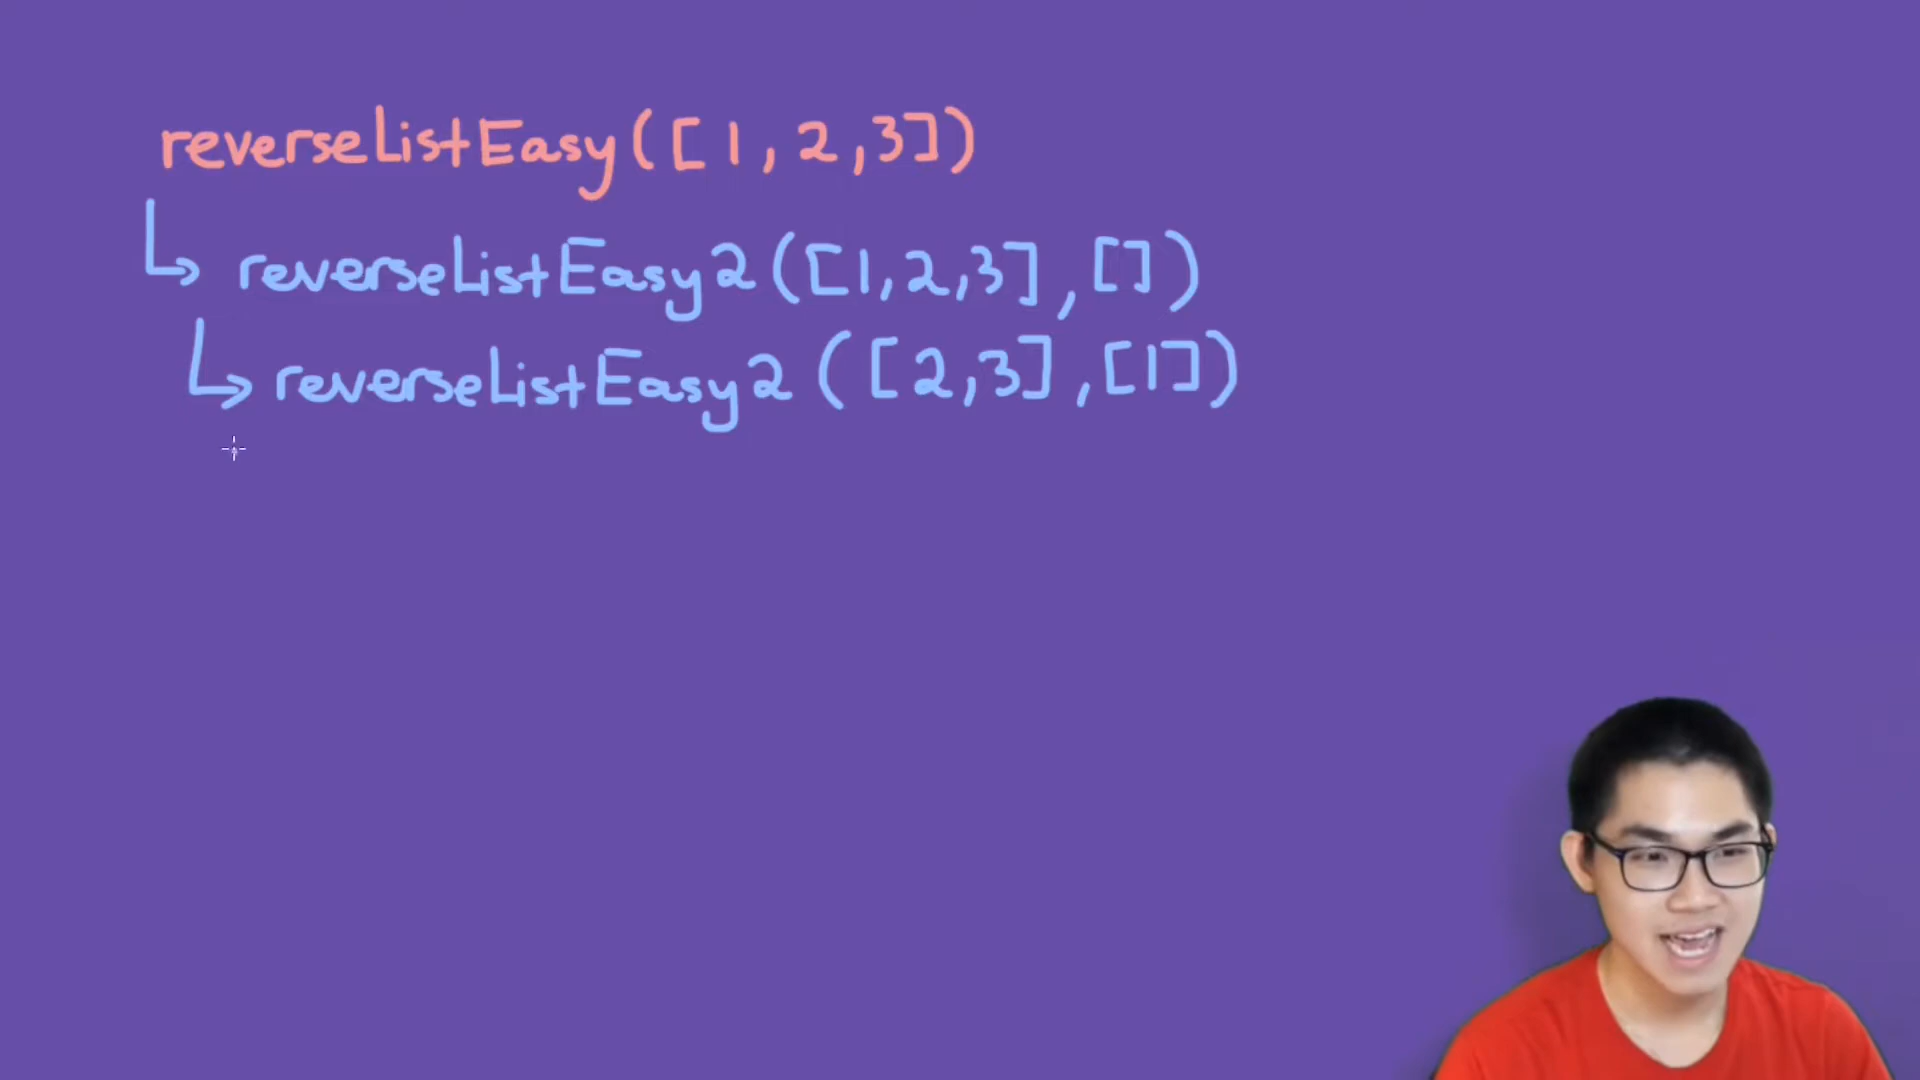 reverseListEasy([1,2,3])
reverseListEasy2([1,2,3],[])
reverseListEasy2([2,3],[1])